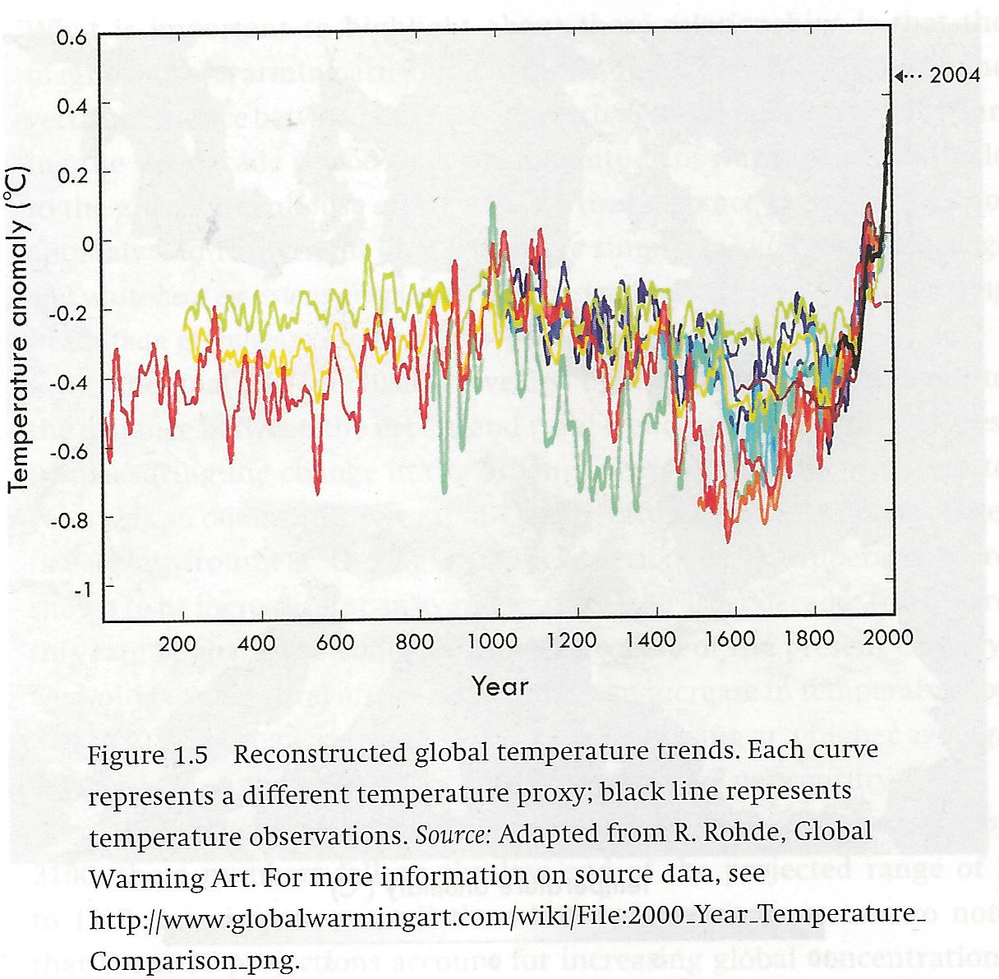 0.6
0.4
0.2
0
-0.2
-0.4
-0.6
-0.8
-1
Temperature anomaly (°C)
2004
200 400 600 800 1000 1200 1400 1600 1800 2000
Year
Figure 1.5 Reconstructed global temperature trends. Each curve
represents a different temperature proxy; black line represents
temperature observations. Source: Adapted from R. Rohde, Global
Warming Art. For more information on source data, see
http://www.globalwarmingart.com/wiki/File:2000_Year_Temperature_
Comparison_png.